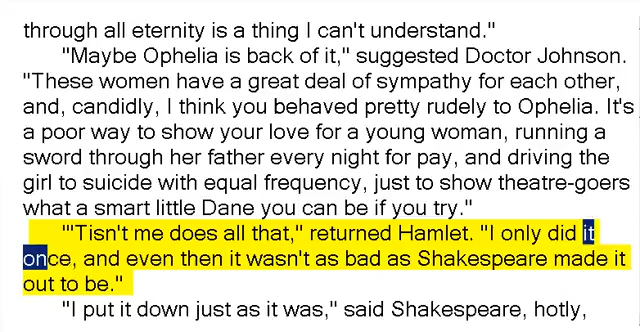 through all eternity is a thing I can't understand."
"Maybe Ophelia is back of it," suggested Doctor Johnson.
"These women have a great deal of sympathy for each other,
and, candidly, I think you behaved pretty rudely to Ophelia. It's
a poor way to show your love for a young woman, running a
sword through her father every night for pay, and driving the
girl to suicide with equal frequency, just to show theatre-goers
what a smart little Dane you can be if you try."
"'Tisn't me does all that," returned Hamlet. "I only did it
once, and even then it wasn't as bad as Shakespeare made it
out to be."
"I put it down just as it was," said Shakespeare, hotly,